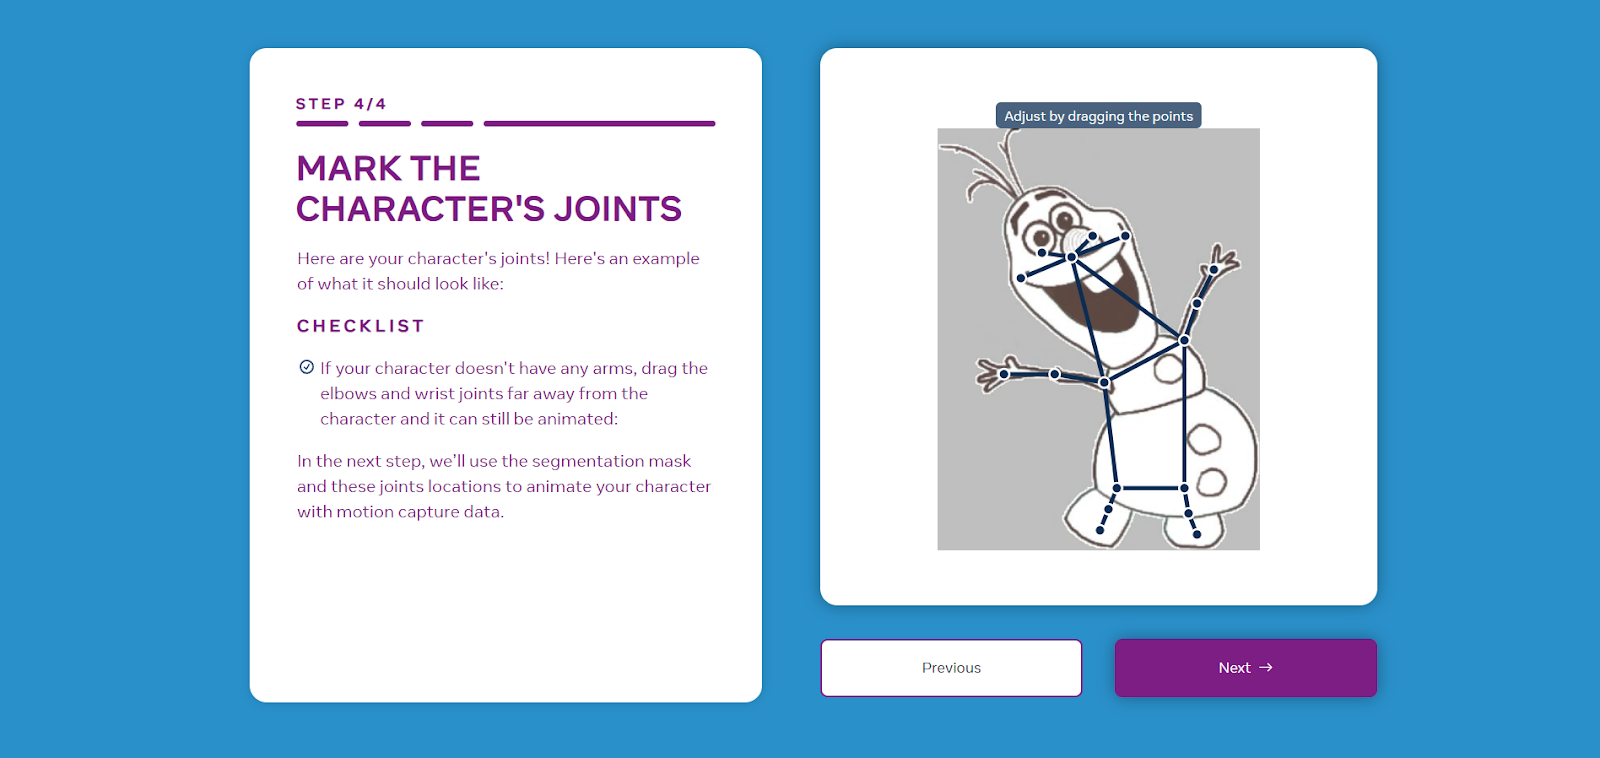 STEP 4/4
MARK THE
CHARACTER'S JOINTS
Here are your character's joints! Here's an example
of what it should look like:
CHECKLIST
If your character doesn't have any arms, drag the
elbows and wrist joints far away from the
character and it can still be animated:
In the next step, we’ll use the segmentation mask
and these joints locations to animate your character
with motion capture data.
Adjust by dragging the points
Previous
Next →